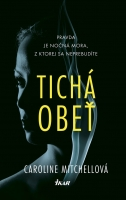 PRAVDA
JE NOČNÁ MORA,
Z KTOREJ SA NEPREBUDÍTE
TICHÁ
OBEŤ
CAROLINE MITCHELLOVÁ
IKAR